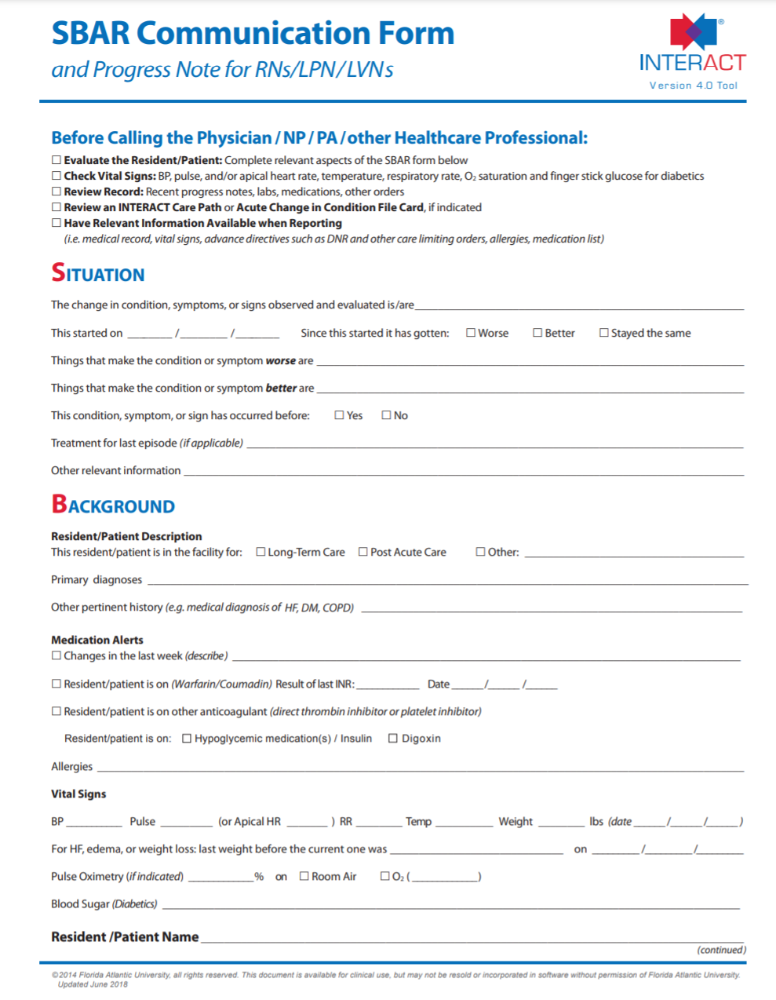 SBAR Communication Form
and Progress Note for RNs/LPN/LVNs
INTERACT®
Version 4.0 Tool
Before Calling the Physician / NP / PA / other Healthcare Professional:
☐ Evaluate the Resident/Patient: Complete relevant aspects of the SBAR form below
☐ Check Vital Signs: BP, pulse, and/or apical heart rate, temperature, respiratory rate, O₂ saturation and finger stick glucose for diabetics
☐ Review Record: Recent progress notes, labs, medications, other orders
☐ Review an INTERACT Care Path or Acute Change in Condition File Card, if indicated
☐ Have Relevant Information Available when Reporting
(i.e. medical record, vital signs, advance directives such as DNR and other care limiting orders, allergies, medication list)
SITUATION
The change in condition, symptoms, or signs observed and evaluated is/are____________
This started on _______ /________ /_______ Since this started it has gotten: ☐ Worse ☐ Better ☐ Stayed the same
Things that make the condition or symptom worse are ____________
Things that make the condition or symptom better are ____________
This condition, symptom, or sign has occurred before: ☐ Yes ☐ No
Treatment for last episode (if applicable) ____________
Other relevant information ____________
BACKGROUND
Resident/Patient Description
This resident/patient is in the facility for: ☐ Long-Term Care ☐ Post Acute Care ☐ Other: ____________
Primary diagnoses ____________
Other pertinent history (e.g. medical diagnosis of HF, DM, COPD) ____________
Medication Alerts
☐ Changes in the last week (describe) ____________
☐ Resident/patient is on (Warfarin/Coumadin) Result of last INR: __________ Date _____/_____ /_____
☐ Resident/patient is on other anticoagulant (direct thrombin inhibitor or platelet inhibitor)
Resident/patient is on: ☐ Hypoglycemic medication(s) / Insulin ☐ Digoxin
Allergies ____________
Vital Signs
BP _________ Pulse ________ (or Apical HR ______ ) RR _______ Temp _________ Weight _______ lbs (date _____/_____/_____ )
For HF, edema, or weight loss: last weight before the current one was ____________ on ________/________/_______
Pulse Oximetry (if indicated) __________% on ☐ Room Air ☐ O₂ (__________)
Blood Sugar (Diabetics) ____________
Resident /Patient Name ____________
(continued)
©2014 Florida Atlantic University, all rights reserved. This document is available for clinical use, but may not be resold or incorporated in software without permission of Florida Atlantic University.
Updated June 2018